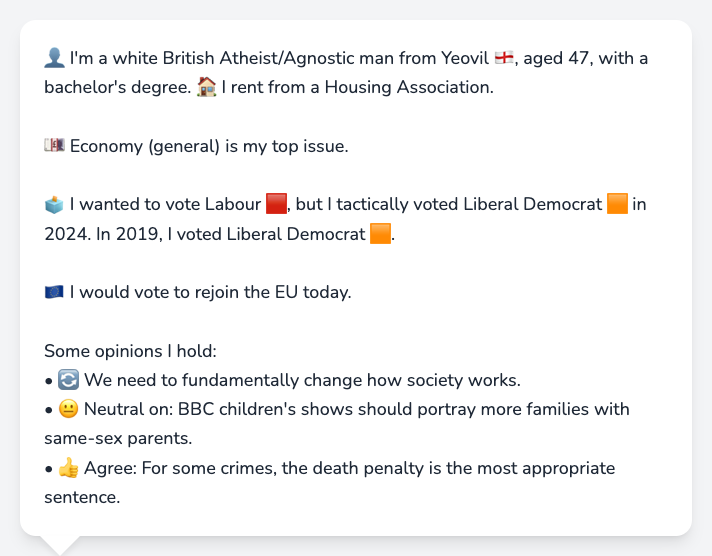 👤 I'm a white British Atheist/Agnostic man from Yeovil 🏴󠁧󠁢󠁥󠁮󠁧󠁿, aged 47, with a
bachelor's degree. 🏠 I rent from a Housing Association.
💷 Economy (general) is my top issue.
🗳️ I wanted to vote Labour 🟥, but I tactically voted Liberal Democrat 🟧 in
2024. In 2019, I voted Liberal Democrat 🟧.
🇪🇺 I would vote to rejoin the EU today.
Some opinions I hold:
• 🔄 We need to fundamentally change how society works.
• 😐 Neutral on: BBC children's shows should portray more families with
same-sex parents.
• 👍 Agree: For some crimes, the death penalty is the most appropriate
sentence.